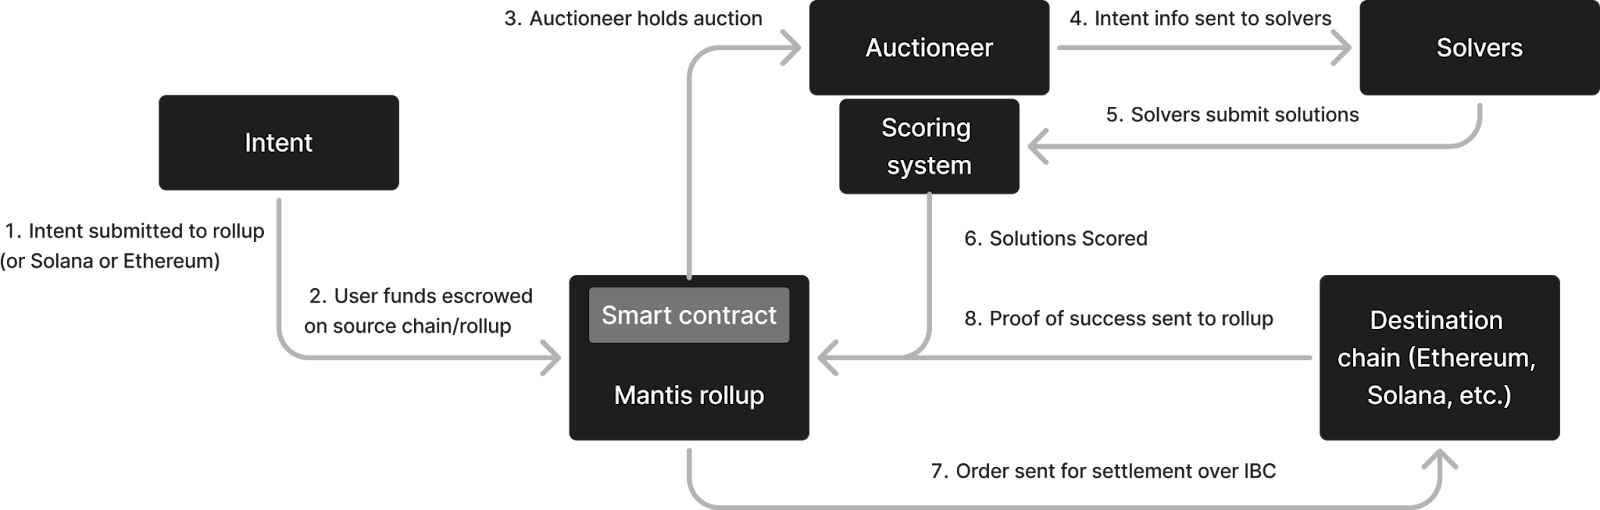 3. Auctioneer holds auction
Auctioneer
4. Intent info sent to solvers
Solvers
Intent
Scoring
system
5. Solvers submit solutions
1. Intent submitted to rollup
(or Solana or Ethereum)
2. User funds escrowed
on source chain/rollup
6. Solutions Scored
Smart contract
Mantis rollup
8. Proof of success sent to rollup
Destination
chain (Ethereum,
Solana, etc.)
7. Order sent for settlement over IBC